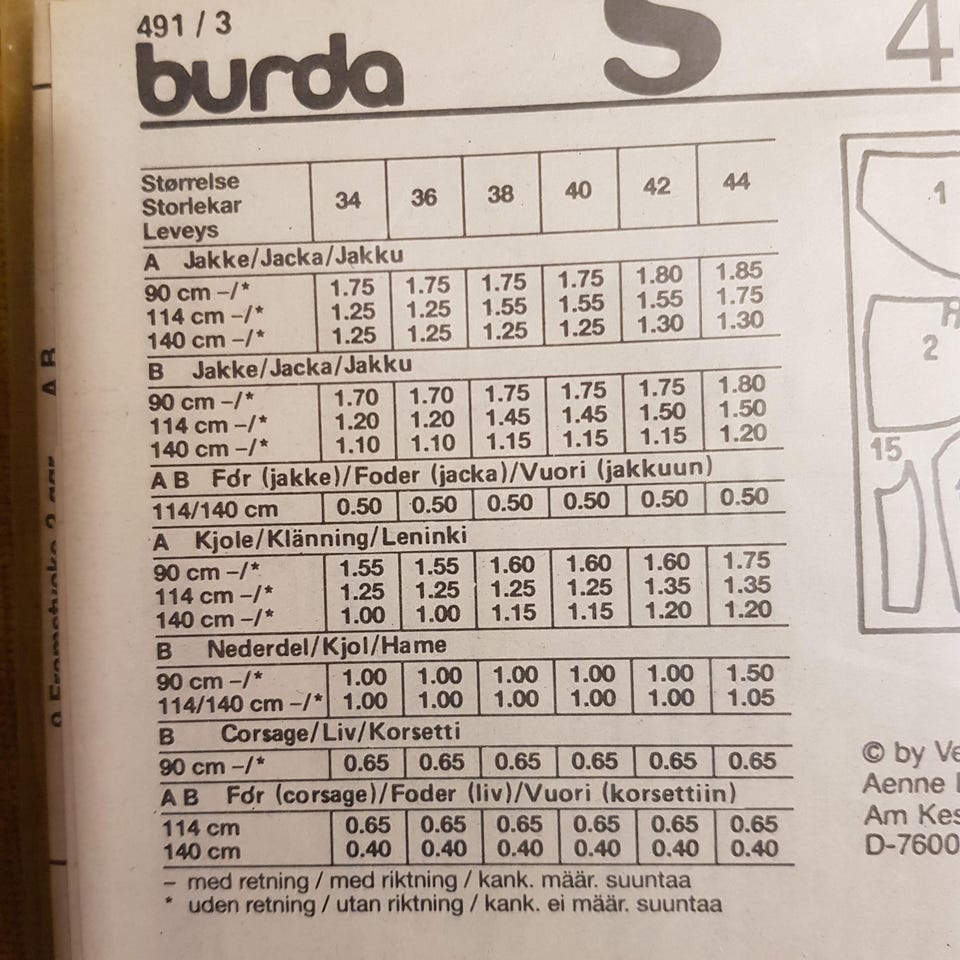 491 / 3
burda
S
4
Størrelse 34 36 38 40 42 44
Storlekar
Leveys
A Jakke/Jacka/Jakku
90 cm –/* 1.75 1.75 1.75 1.75 1.80 1.85
114 cm –/* 1.25 1.25 1.55 1.55 1.55 1.75
140 cm –/* 1.25 1.25 1.25 1.25 1.30 1.30
B Jakke/Jacka/Jakku
90 cm –/* 1.70 1.70 1.75 1.75 1.75 1.80
114 cm –/* 1.20 1.20 1.45 1.45 1.50 1.50
140 cm –/* 1.10 1.10 1.15 1.15 1.15 1.20
A B Fór (jakke)/Foder (jacka)/Vuori (jakkuun)
114/140 cm 0.50 0.50 0.50 0.50 0.50 0.50
A Kjole/Klänning/Leninki
90 cm –/* 1.55 1.55 1.60 1.60 1.60 1.75
114 cm –/* 1.25 1.25 1.25 1.25 1.35 1.35
140 cm –/* 1.00 1.00 1.15 1.15 1.20 1.20
B Nederdel/Kjol/Hame
90 cm –/* 1.00 1.00 1.00 1.00 1.00 1.50
114/140 cm –/* 1.00 1.00 1.00 1.00 1.00 1.05
B Corsage/Liv/Korsetti
90 cm –/* 0.65 0.65 0.65 0.65 0.65 0.65
A B Fór (corsage)/Foder (liv)/Vuori (korsettiin)
114 cm 0.65 0.65 0.65 0.65 0.65 0.65
140 cm 0.40 0.40 0.40 0.40 0.40 0.40
– med retning / med riktning / kank. määr. suuntaa
* uden retning / utan riktning / kank. ei määr. suuntaa
1
2
15
© by Ve
Aenne
Am Kes
D-7600
A B